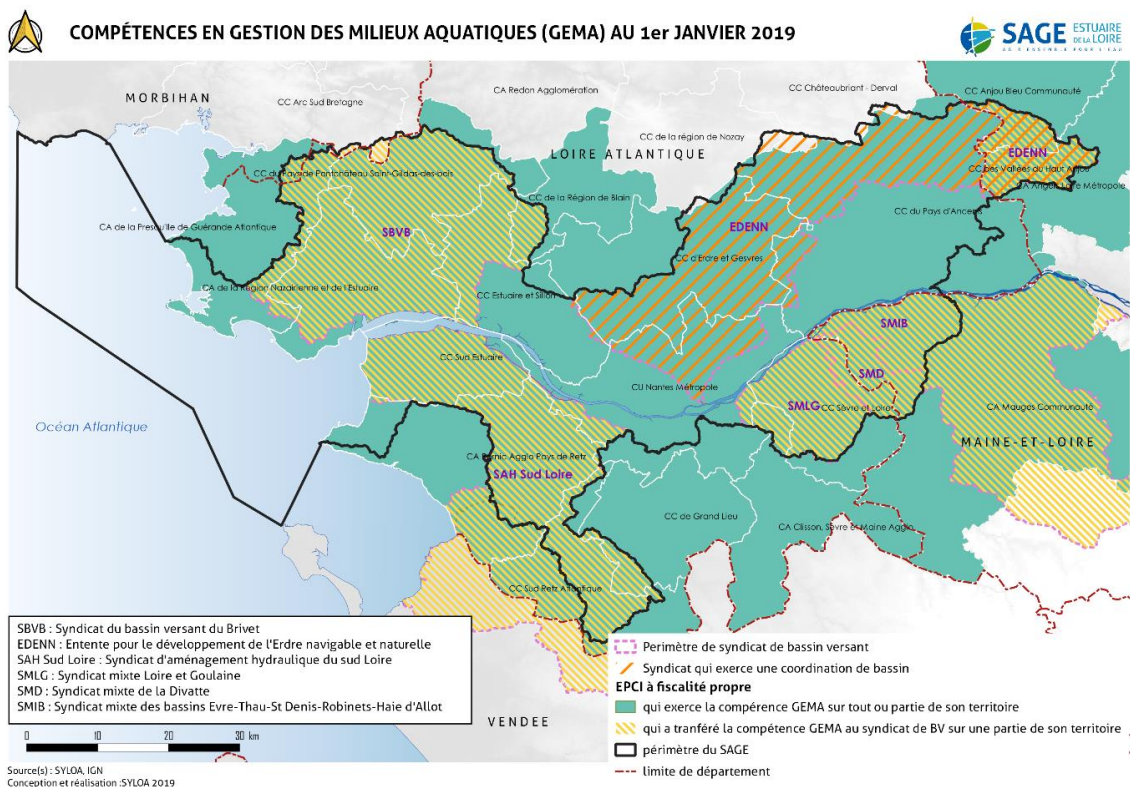 COMPÉTENCES EN GESTION DES MILIEUX AQUATIQUES (GEMA) AU 1er JANVIER 2019
SAGE ESTUAIRE DE LA LOIRE
MORBIHAN
CC Arc Sud Bretagne
CA Redon Agglomération
CC Châteaubriant - Derval
CC Anjou Bleu Communauté
CC de la région de Nozay
LOIRE ATLANTIQUE
EDENN
CC du Pays de Pontchâteau Saint-Gildas-des-bois
CC des Vallées du Haut Anjou
CA Angers Loire Métropole
CC de la Région de Blain
CC du Pays d'Ancenis
CA de la Presqu'île de Guérande Atlantique
SBVB
EDENN
CC d'Erdre et Gesvres
CA de la Région Nazairienne et de l'Estuaire
CC Estuaire et Sillon
SMIB
CC Sud Estuaire
SMD
CU Nantes Métropole
SMLG
CC Sèvre et Loire
CA Mauges Communauté
Océan Atlantique
MAINE-ET-LOIRE
CA Pornic Agglo Pays de Retz
SAH Sud Loire
CC de Grand Lieu
CA Clisson, Sèvre et Maine Agglo
CC Sud Retz Atlantique
SBVB : Syndicat du bassin versant du Brivet
EDENN : Entente pour le développement de l'Erdre navigable et naturelle
SAH Sud Loire : Syndicat d'aménagement hydraulique du sud Loire
SMLG : Syndicat mixte Loire et Goulaine
SMD : Syndicat mixte de la Divatte
SMIB : Syndicat mixte des bassins Evre-Thau-St Denis-Robinets-Haie d'Allot
VENDEE
0 10 20 30 km
Perimètre de syndicat de bassin versant
Syndicat qui exerce une coordination de bassin
EPCI à fiscalité propre
qui exerce la compérence GEMA sur tout ou partie de son territoire
qui a tranféré la compétence GEMA au syndicat de BV sur une partie de son territoire
périmètre du SAGE
limite de département
Source(s) : SYLOA, IGN
Conception et réalisation :SYLOA 2019